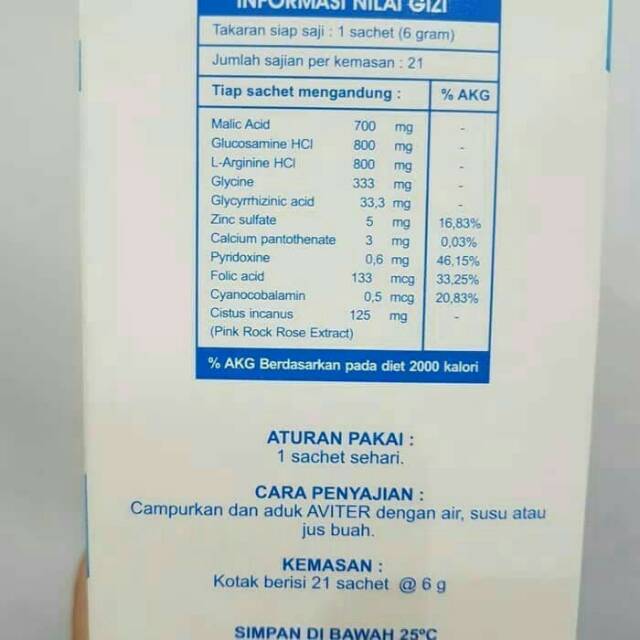 INFORMASI NILAI GIZI
Takaran siap saji : 1 sachet (6 gram)
Jumlah sajian per kemasan : 21
Tiap sachet mengandung : % AKG
Malic Acid 700 mg -
Glucosamine HCl 800 mg -
L-Arginine HCl 800 mg -
Glycine 333 mg -
Glycyrrhizinic acid 33,3 mg -
Zinc sulfate 5 mg 16,83%
Calcium pantothenate 3 mg 0,03%
Pyridoxine 0,6 mg 46,15%
Folic acid 133 mcg 33,25%
Cyanocobalamin 0,5 mcg 20,83%
Cistus incanus 125 mg -
(Pink Rock Rose Extract)
% AKG Berdasarkan pada diet 2000 kalori
ATURAN PAKAI :
1 sachet sehari.
CARA PENYAJIAN :
Campurkan dan aduk AVITER dengan air, susu atau
jus buah.
KEMASAN :
Kotak berisi 21 sachet @ 6 g
SIMPAN DI BAWAH 25ºC